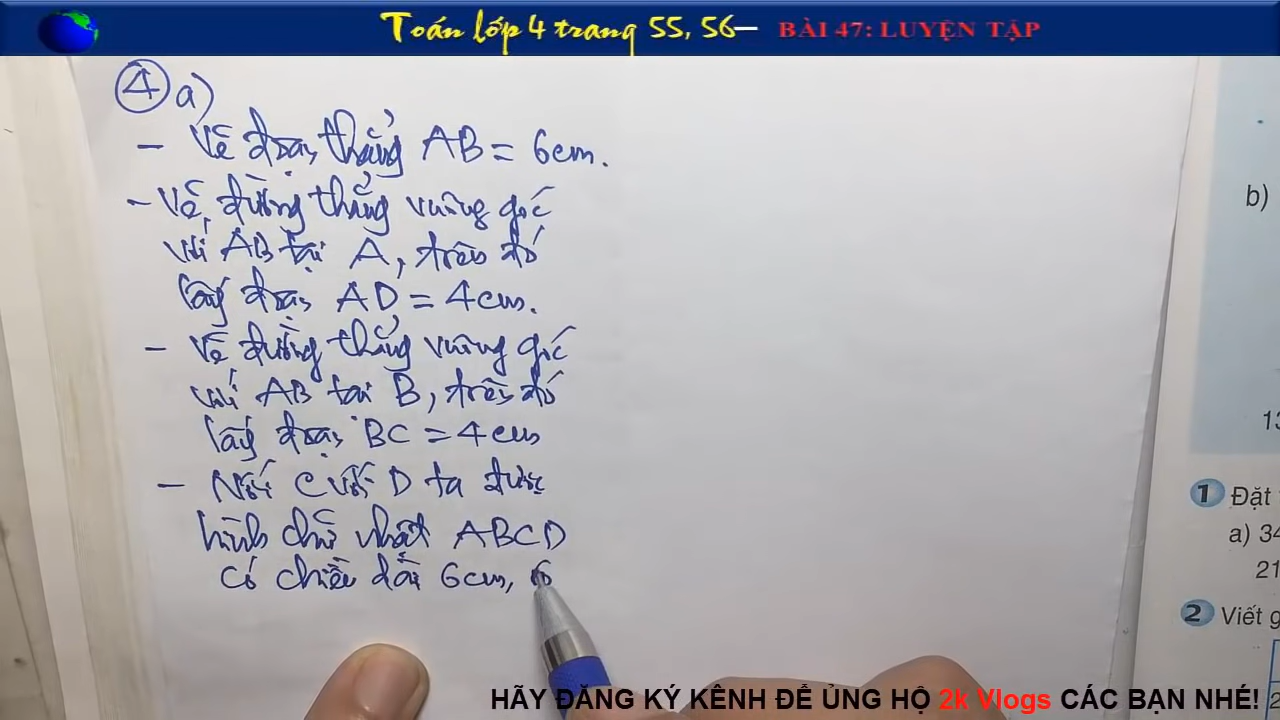 Toán lớp 4 trang 55, 56– BÀI 47: LUYỆN TẬP
4 a)
- Vẽ đoạn thẳng AB = 6cm.
- Vẽ đường thẳng vuông góc
với AB tại A, trên đó
lấy đoạn AD = 4cm.
- Vẽ đường thẳng vuông góc
với AB tại B, trên đó
lấy đoạn BC = 4cm
- Nối C với D ta được
hình chữ nhật ABCD
có chiều dài 6cm,
b)
1 Đặt
a) 34
21
2 Viết
HÃY ĐĂNG KÝ KÊNH ĐỂ ỦNG HỘ 2k Vlogs CÁC BẠN NHÉ!